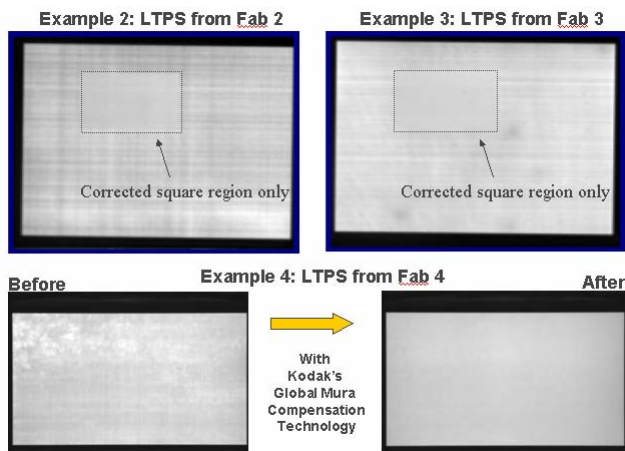 Example 2: LTPS from Fab 2
Example 3: LTPS from Fab 3
Corrected square region only
Corrected square region only
Example 4: LTPS from Fab 4
Before
After
With
Kodak's
Global Mura
Compensation
Technology